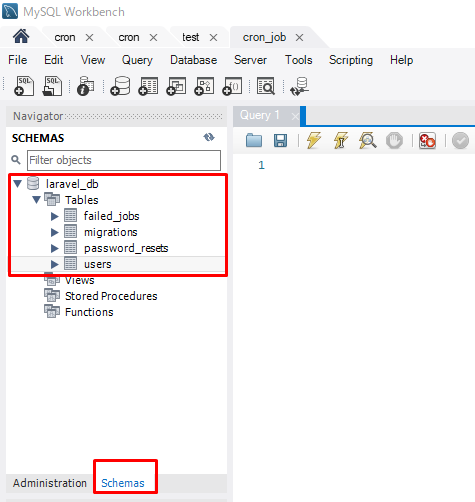 MySQL Workbench
cron × cron × test × cron_job ×
File Edit View Query Database Server Tools Scripting Help
SQL SQL
Navigator Query 1 ×
SCHEMAS
Filter objects
1
laravel_db
Tables
failed_jobs
migrations
password_resets
users
Views
Stored Procedures
Functions
Administration Schemas